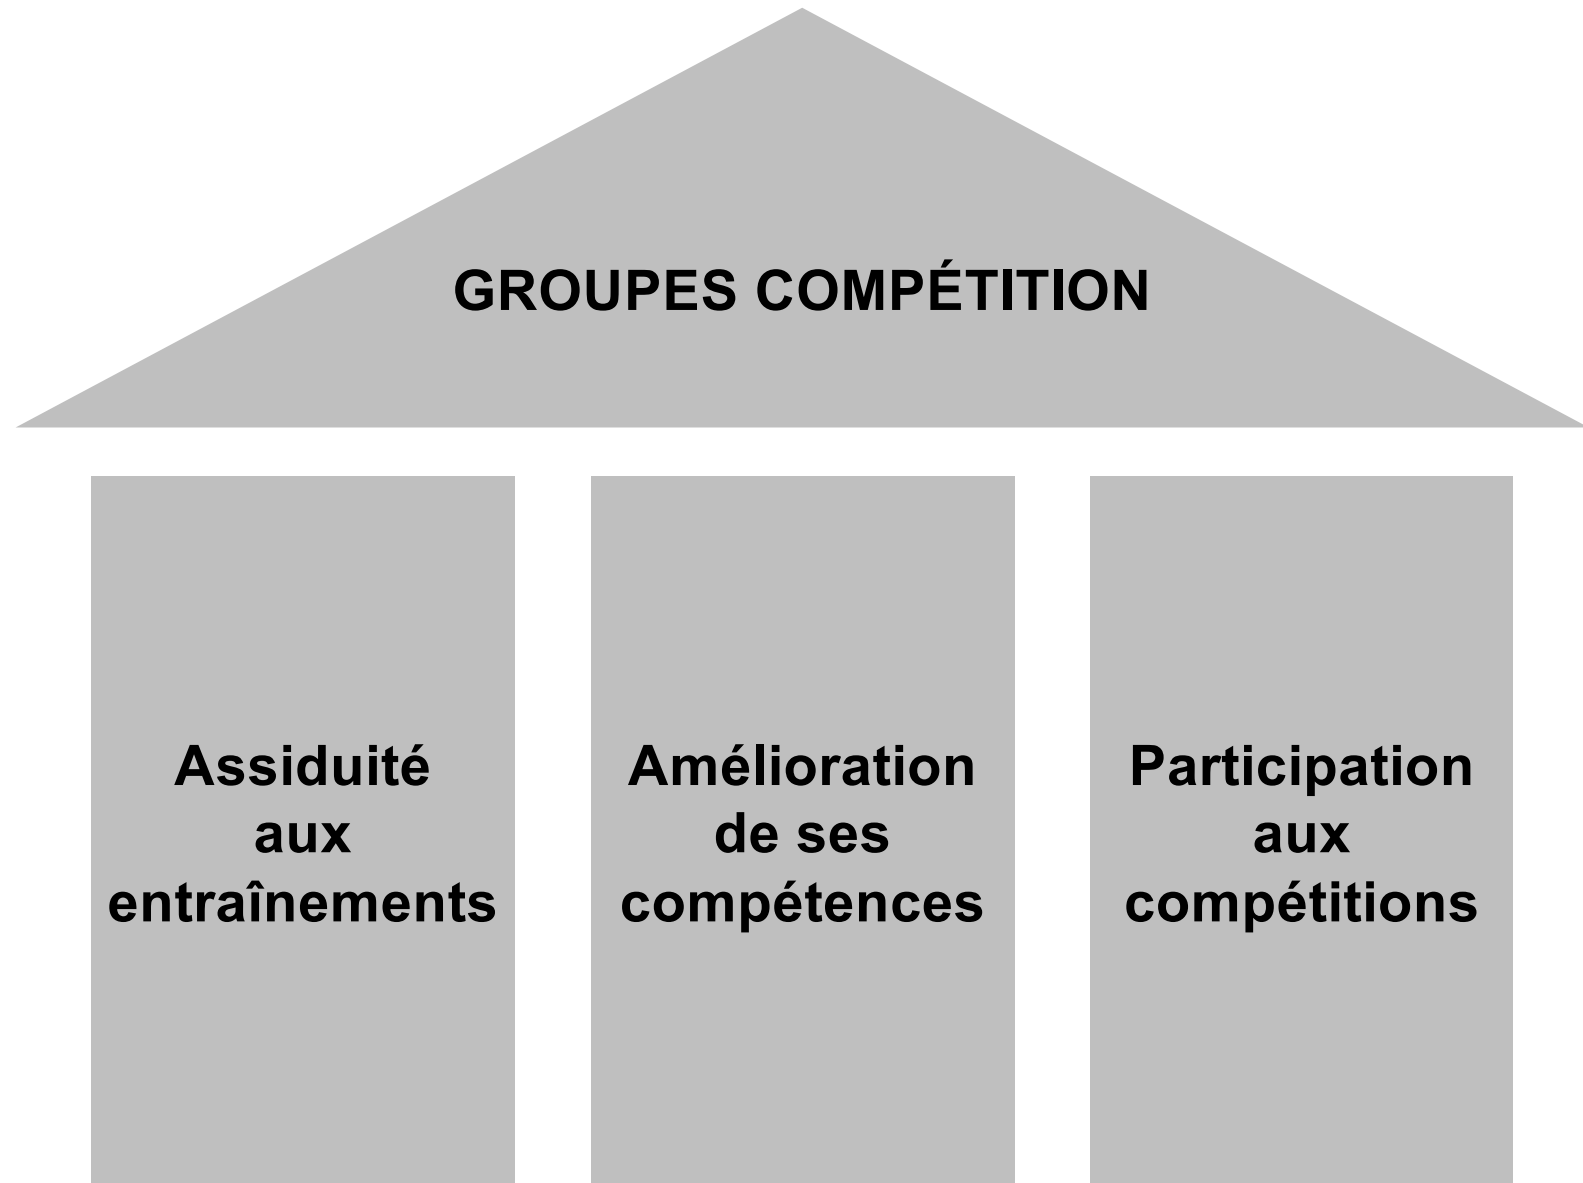 GROUPES COMPÉTITION
Assiduité
aux
entraînements
Amélioration
de ses
compétences
Participation
aux
compétitions